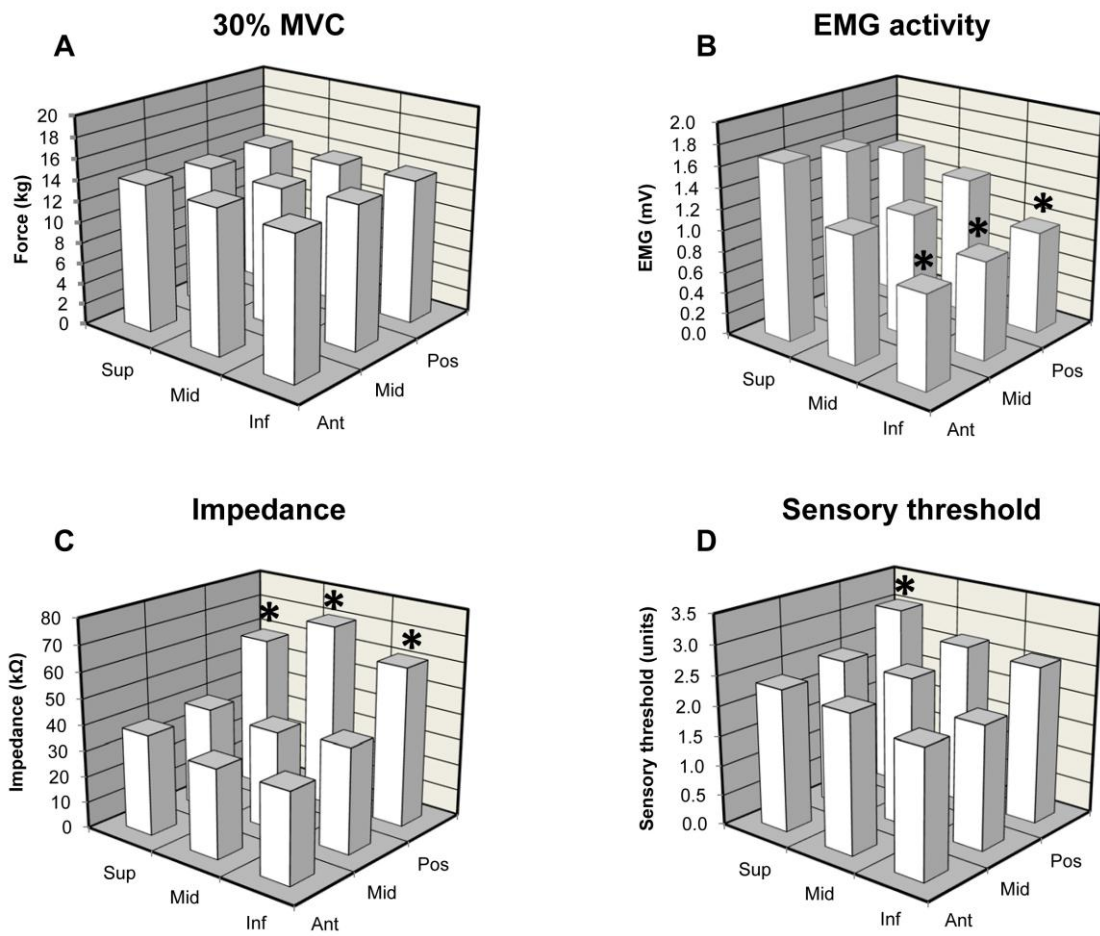 30% MVC
A
Force (kg)
20
18
16
14
12
10
8
6
4
2
0
Sup
Mid
Inf
Ant
Mid
Pos
EMG activity
B
EMG (mV)
2.0
1.8
1.6
1.4
1.2
1.0
0.8
0.6
0.4
0.2
0.0
*
*
*
Sup
Mid
Inf
Ant
Mid
Pos
Impedance
C
Impedance (kΩ)
80
70
60
50
40
30
20
10
0
*
*
*
Sup
Mid
Inf
Ant
Mid
Pos
Sensory threshold
D
Sensory threshold (units)
3.5
3.0
2.5
2.0
1.5
1.0
0.5
0.0
*
Sup
Mid
Inf
Ant
Mid
Pos